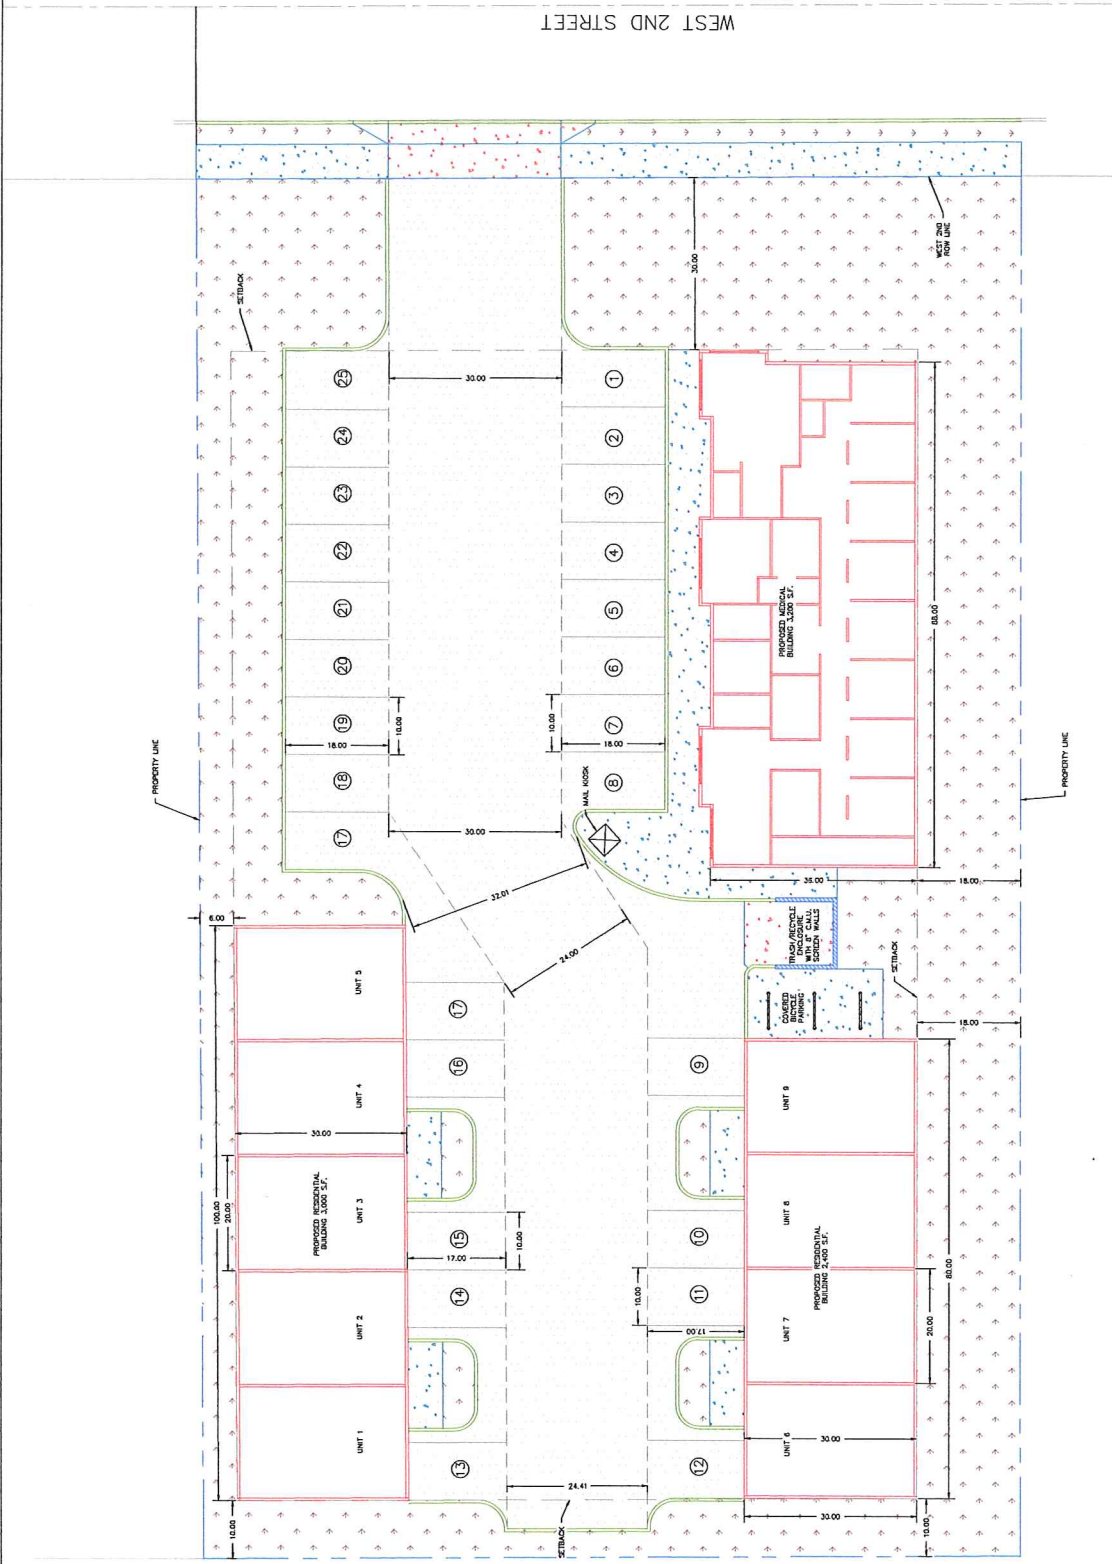 WEST 2ND STREET
SETBACK
WEST 2ND
ROW LINE
30.00
25
30.00
1
24
2
23
3
22
4
21
5
20
6
PROPOSED MEDICAL
BUILDING 3,200 S.F.
88.00
19
10.00
18.00
10.00
7
18.00
PROPERTY LINE
18
8
MAIL KIOSK
17
30.00
PROPERTY LINE
6.00
32.01
36.00
18.00
24.00
TRASH/RECYCLE
ENCLOSURE
WITH 8" C.M.U.
SCREEN WALLS
SETBACK
UNIT 5
17
COVERED
BICYCLE
PARKING
18.00
UNIT 4
16
9
UNIT 9
30.00
100.00
20.00
PROPOSED RESIDENTIAL
BUILDING 3,000 S.F.
UNIT 3
15
17.00
10.00
10
UNIT 8
PROPOSED RESIDENTIAL
BUILDING 2,400 S.F.
80.00
14
10.00
11
17.00
UNIT 2
UNIT 7
20.00
UNIT 1
13
12
UNIT 6
30.00
24.41
10.00
SETBACK
30.00
10.00